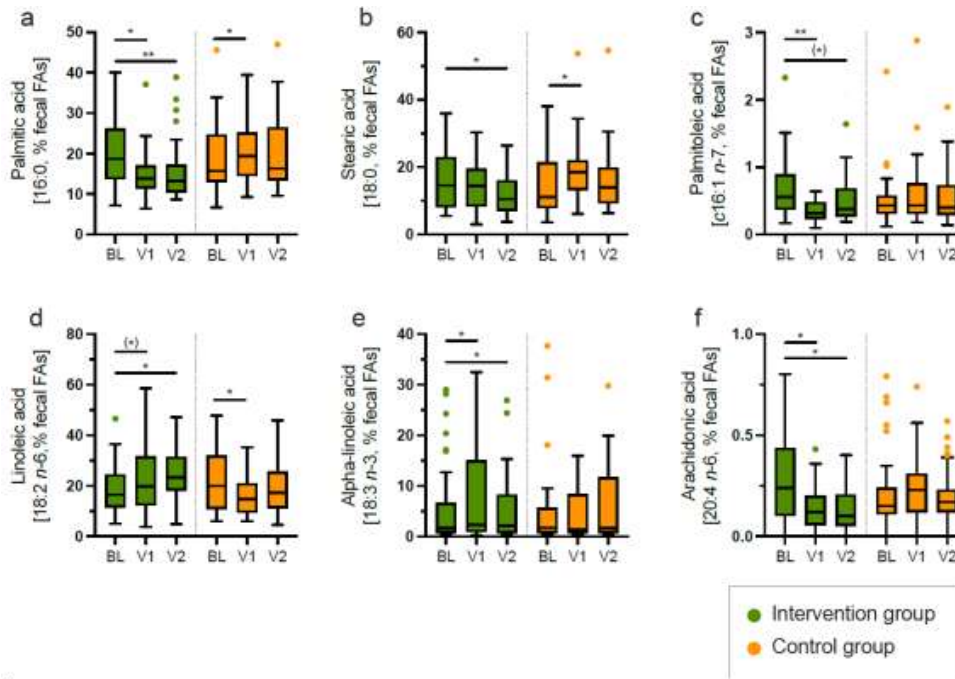 a
Palmitic acid
[16:0, % fecal FAs]
50
40
30
20
10
0
*
**
*
BL V1 V2 BL V1 V2
b
Stearic acid
[18:0, % fecal FAs]
60
40
20
0
*
*
BL V1 V2 BL V1 V2
c
Palmitoleic acid
[c16:1 n-7, % fecal FAs]
3
2
1
0
**
(*)
BL V1 V2 BL V1 V2
d
Linoleic acid
[18:2 n-6,% fecal FAs]
80
60
40
20
0
(*)
*
*
BL V1 V2 BL V1 V2
e
Alpha-linoleic acid
[18:3 n-3, % fecal FAs]
40
30
20
10
0
*
*
BL V1 V2 BL V1 V2
f
Arachidonic acid
[20:4 n-6, % fecal FAs]
1.0
0.5
0.0
*
*
BL V1 V2 BL V1 V2
Intervention group
Control group